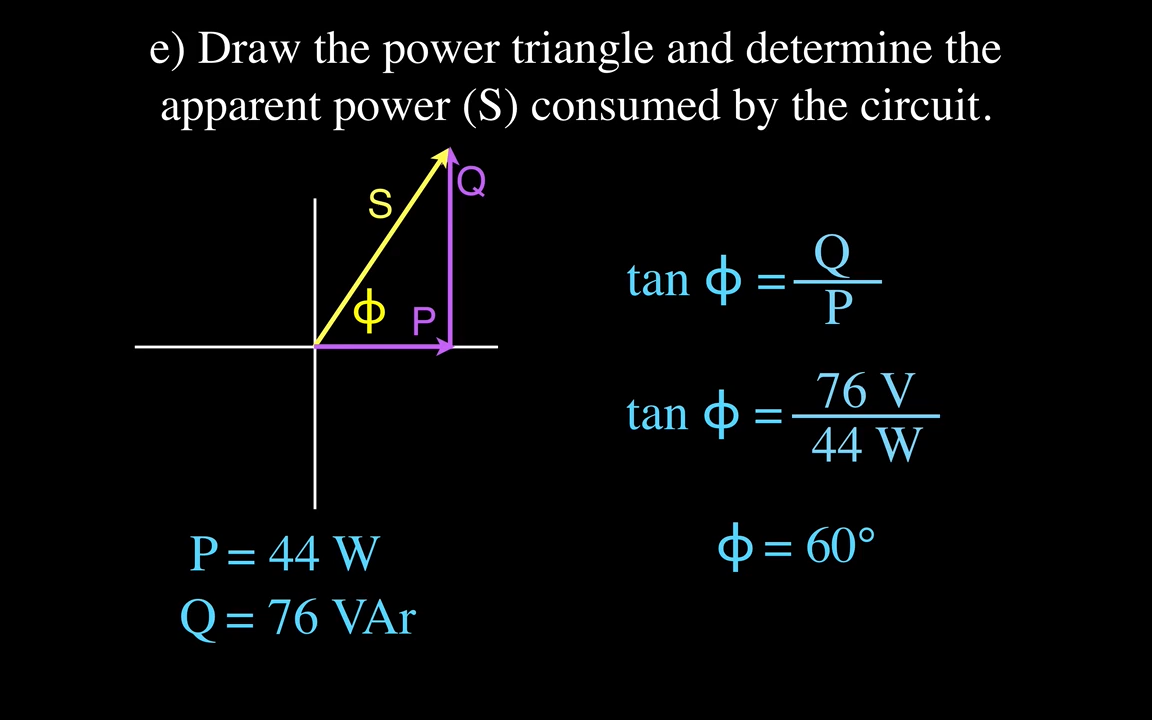 e) Draw the power triangle and determine the
apparent power (S) consumed by the circuit.
S
Q
ϕ
P
P = 44 W
Q = 76 VAr
tan ϕ = Q
P
tan ϕ = 76 V
44 W
ϕ = 60°